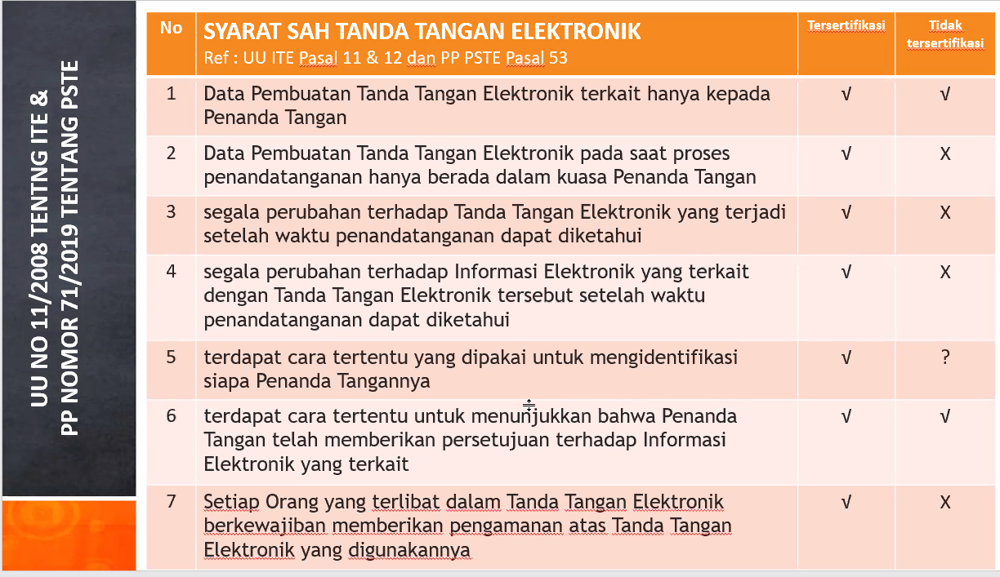 UU NO 11/2008 TENTNG ITE &
PP NOMOR 71/2019 TENTANG PSTE
No
SYARAT SAH TANDA TANGAN ELEKTRONIK
Ref : UU ITE Pasal 11 & 12 dan PP PSTE Pasal 53
Tersertifikasi
Tidak
tersertifikasi
1
Data Pembuatan Tanda Tangan Elektronik terkait hanya kepada
Penanda Tangan
√
√
2
Data Pembuatan Tanda Tangan Elektronik pada saat proses
penandatanganan hanya berada dalam kuasa Penanda Tangan
√
X
3
segala perubahan terhadap Tanda Tangan Elektronik yang terjadi
setelah waktu penandatanganan dapat diketahui
√
X
4
segala perubahan terhadap Informasi Elektronik yang terkait
dengan Tanda Tangan Elektronik tersebut setelah waktu
penandatanganan dapat diketahui
√
X
5
terdapat cara tertentu yang dipakai untuk mengidentifikasi
siapa Penanda Tangannya
√
?
6
terdapat cara tertentu untuk menunjukkan bahwa Penanda
Tangan telah memberikan persetujuan terhadap Informasi
Elektronik yang terkait
√
√
7
Setiap Orang yang terlibat dalam Tanda Tangan Elektronik
berkewajiban memberikan pengamanan atas Tanda Tangan
Elektronik yang digunakannya
√
X